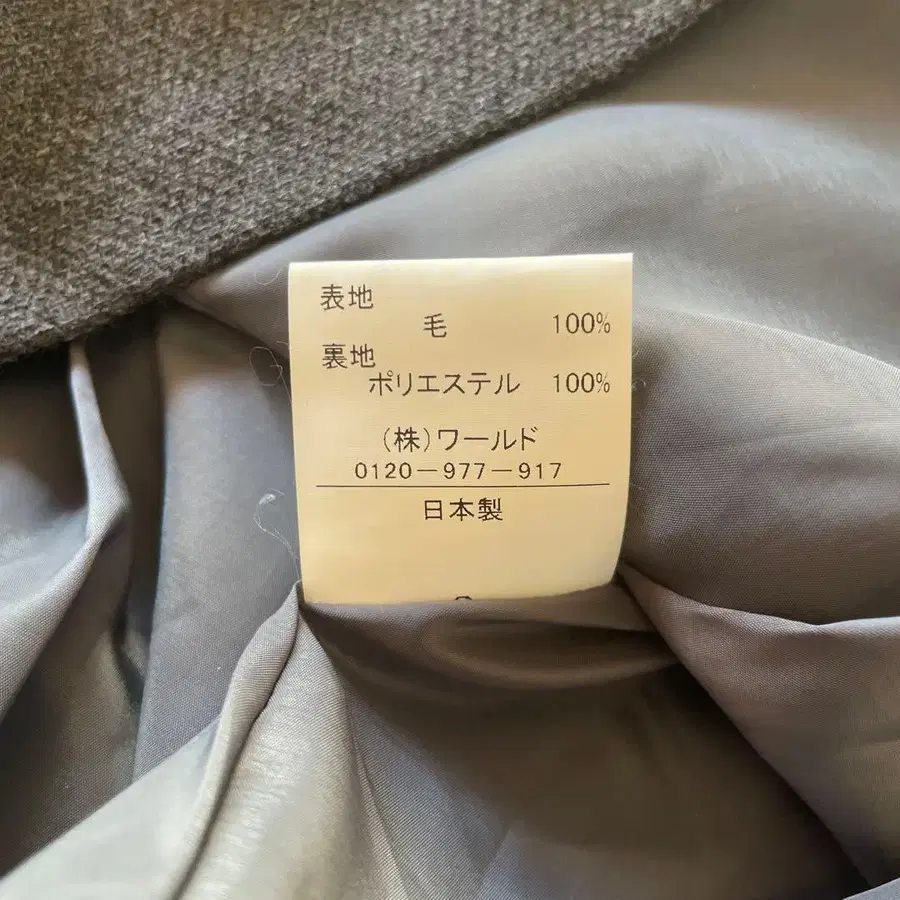 表地
毛 100%
裏地
ポリエステル 100%
(株)ワールド
0120-977-917
日本製